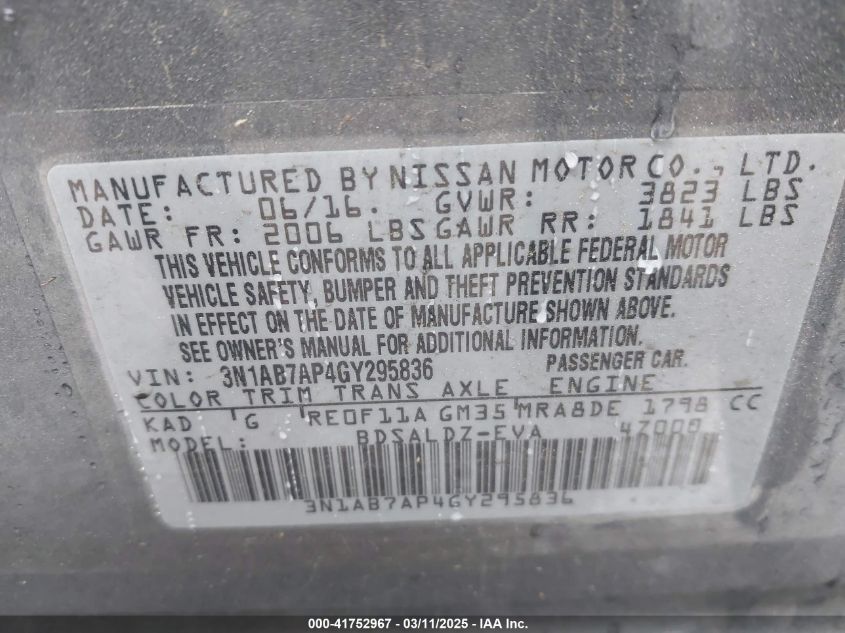 MANUFACTURED BY NISSAN MOTOR CO., LTD.
DATE: 06/16. GVWR: 3823 LBS
GAWR FR: 2006 LBS GAWR RR: 1841 LBS
THIS VEHICLE CONFORMS TO ALL APPLICABLE FEDERAL MOTOR
VEHICLE SAFETY, BUMPER AND THEFT PREVENTION STANDARDS
IN EFFECT ON THE DATE OF MANUFACTURE SHOWN ABOVE.
SEE OWNER'S MANUAL FOR ADDITIONAL INFORMATION.
VIN: 3N1AB7AP4GY295836 PASSENGER CAR.
COLOR TRIM TRANS AXLE ENGINE
KAD G RE0F11A GM35 MRA8DE 1798 CC
MODEL: BDSALDZ-EVA 47000
3N1AB7AP4GY295836
000-41752967 / 03/11/2025 - IAA Inc.